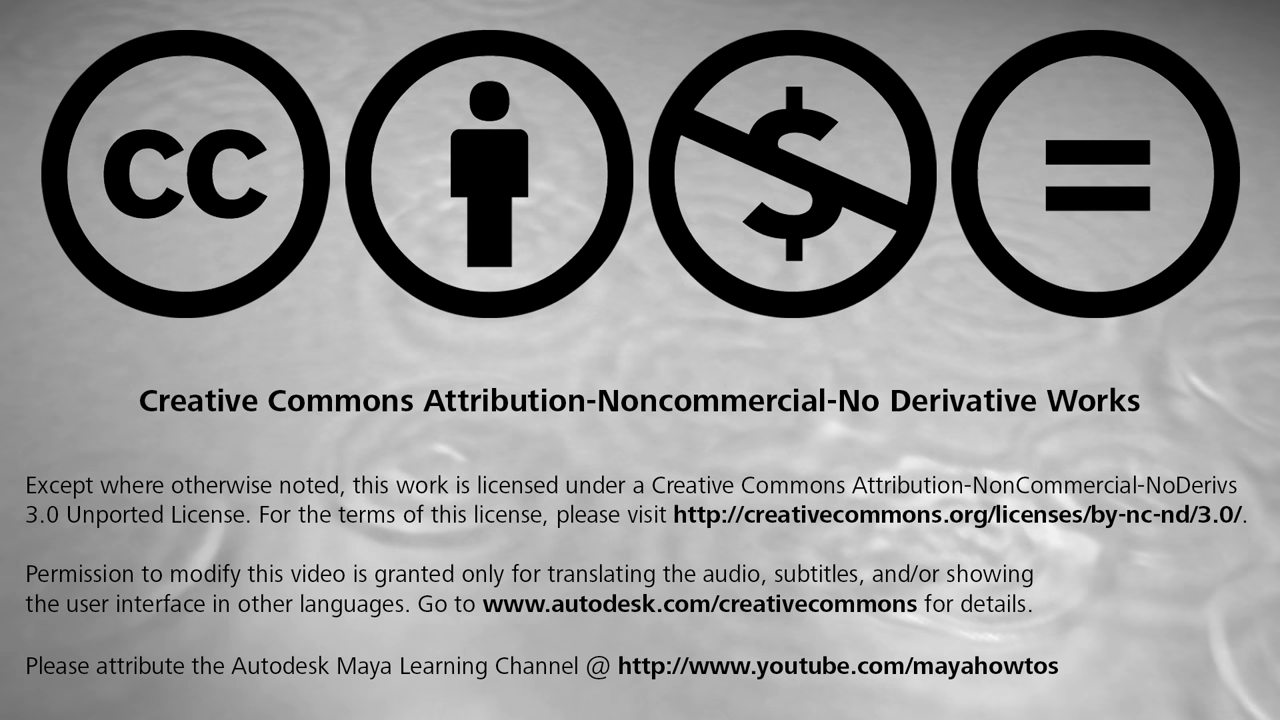 cc
$
=
Creative Commons Attribution-Noncommercial-No Derivative Works
Except where otherwise noted, this work is licensed under a Creative Commons Attribution-NonCommercial-NoDerivs
3.0 Unported License. For the terms of this license, please visit http://creativecommons.org/licenses/by-nc-nd/3.0/.
Permission to modify this video is granted only for translating the audio, subtitles, and/or showing
the user interface in other languages. Go to www.autodesk.com/creativecommons for details.
Please attribute the Autodesk Maya Learning Channel @ http://www.youtube.com/mayahowtos